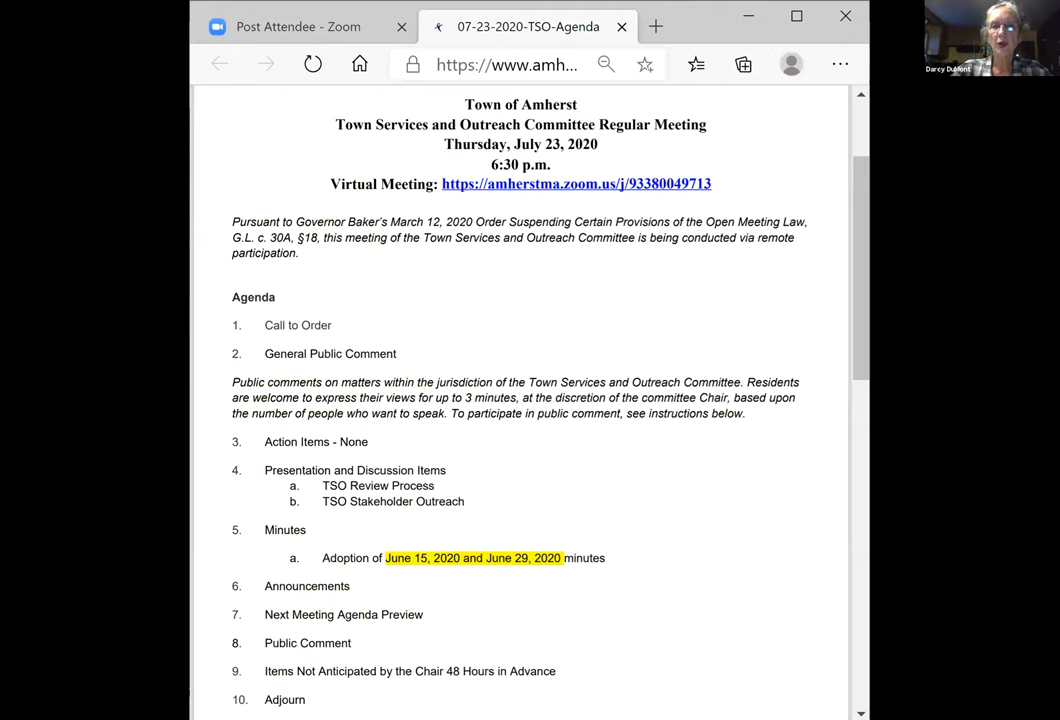 Post Attendee - Zoom
07-23-2020-TSO-Agenda
https://www.amh...
Darcy DuMont
Town of Amherst
Town Services and Outreach Committee Regular Meeting
Thursday, July 23, 2020
6:30 p.m.
Virtual Meeting: https://amherstma.zoom.us/j/93380049713
Pursuant to Governor Baker's March 12, 2020 Order Suspending Certain Provisions of the Open Meeting Law,
G.L. c. 30A, §18, this meeting of the Town Services and Outreach Committee is being conducted via remote
participation.
Agenda
1. Call to Order
2. General Public Comment
Public comments on matters within the jurisdiction of the Town Services and Outreach Committee. Residents
are welcome to express their views for up to 3 minutes, at the discretion of the committee Chair, based upon
the number of people who want to speak. To participate in public comment, see instructions below.
3. Action Items - None
4. Presentation and Discussion Items
a. TSO Review Process
b. TSO Stakeholder Outreach
5. Minutes
a. Adoption of June 15, 2020 and June 29, 2020 minutes
6. Announcements
7. Next Meeting Agenda Preview
8. Public Comment
9. Items Not Anticipated by the Chair 48 Hours in Advance
10. Adjourn